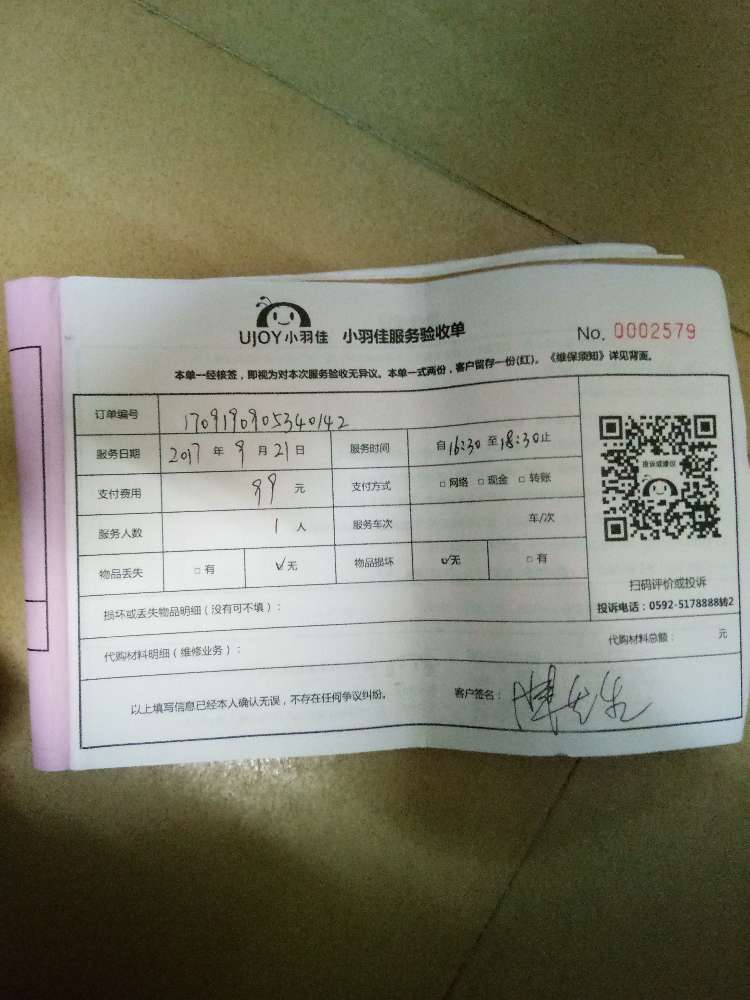 UJOY小羽佳 小羽佳服务验收单 No. 0002579
本单一经核签，即视为对本次服务验收无异议。本单一式两份，客户留存一份(红)。《维保须知》详见背面。
订单编号 1709190905340142
服务日期 2017 年 9 月 21 日 服务时间 自 16:30 至 18:30 止
支付费用 99 元 支付方式 □ 网络 □ 现金 □ 转账
服务人数 1 人 服务车次 车/次
物品丢失 □ 有 ☑ 无 物品损坏 ☑ 无 □ 有
投诉或建议
扫码评价或投诉
投诉电话：0592-5178888转2
损坏或丢失物品明细（没有可不填）：
代购材料明细（维修业务）： 代购材料总额： 元
以上填写信息已经本人确认无误，不存在任何争议纠纷。 客户签名： 陈先生